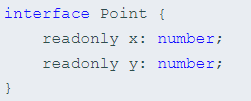 interface Point {
    readonly x: number;
    readonly y: number;
}